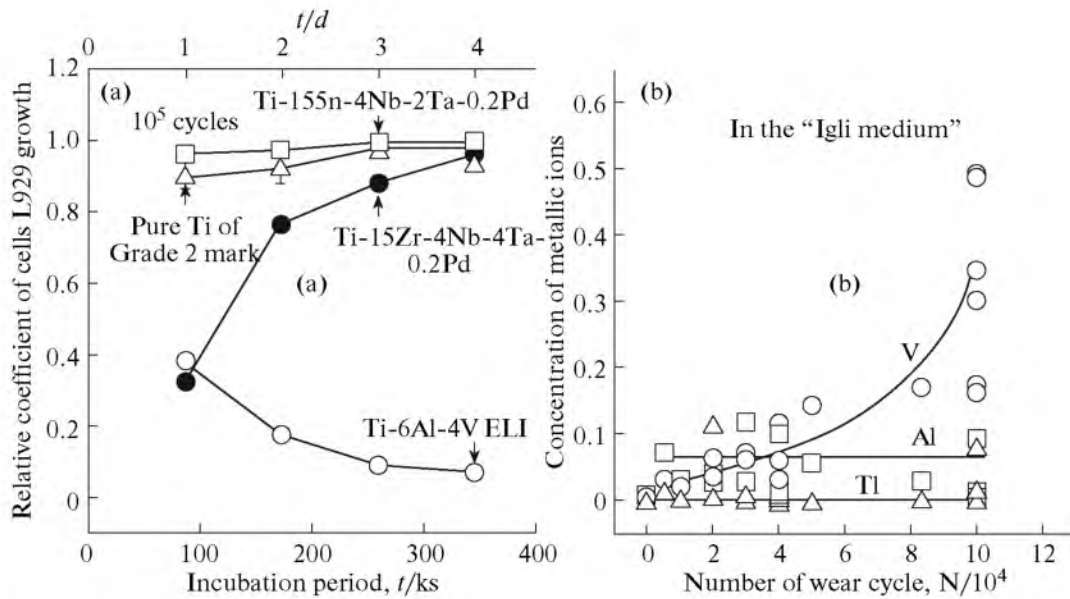 t/d
0 1 2 3 4
1.2
1.0
0.8
0.6
0.4
0.2
0
(a)
Ti-155n-4Nb-2Ta-0.2Pd
10⁵ cycles
Pure Ti of
Grade 2 mark
Ti-15Zr-4Nb-4Ta-
0.2Pd
(a)
Ti-6Al-4V ELI
0 100 200 300 400
Incubation period, t/ks
Relative coefficient of cells L929 growth
0.6
0.5
0.4
0.3
0.2
0.1
0
(b)
In the “Igli medium”
(b)
V
Al
Tl
0 2 4 6 8 10 12
Number of wear cycle, N/10⁴
Concentration of metallic ions